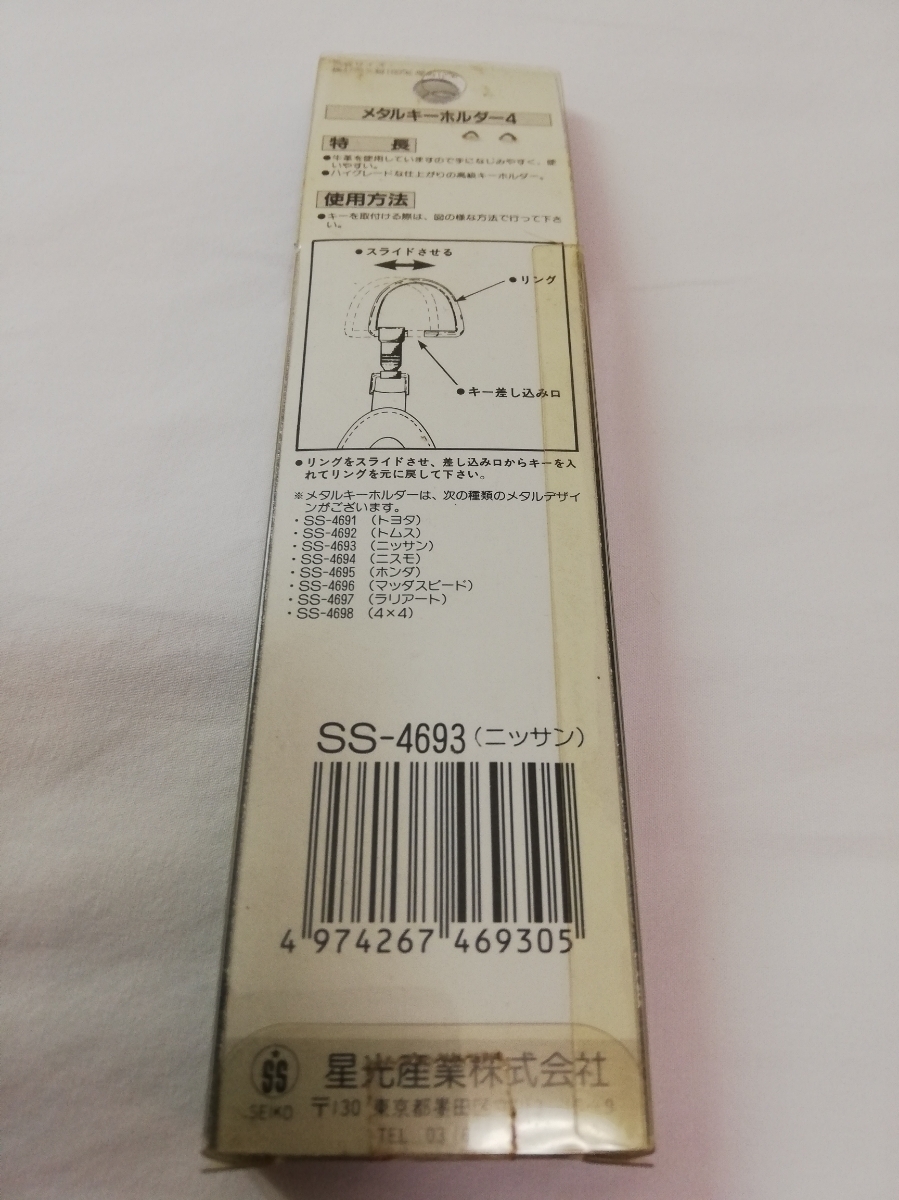 メタルキーホルダー4
特 長
●牛革を使用していますので手になじみやすく、使
いやすい。
●ハイグレードな仕上がりの高級キーホルダー。
使用方法
●キーを取付ける際は、図の様な方法で行って下さ
い。
●スライドさせる
●リング
●キー差し込み口
●リングをスライドさせ、差し込み口からキーを入
れてリングを元に戻して下さい。
※メタルキーホルダーは、次の種類のメタルデザイ
ンがございます。
・SS-4691 (トヨタ)
・SS-4692 (トムス)
・SS-4693 (ニッサン)
・SS-4694 (ニスモ)
・SS-4695 (ホンダ)
・SS-4696 (マツダスピード)
・SS-4697 (ラリアート)
・SS-4698 (4×4)
SS-4693(ニッサン)
4 974267 469305
SS
SEIKO
星光産業株式会社
〒130 東京都墨田区
TEL 03